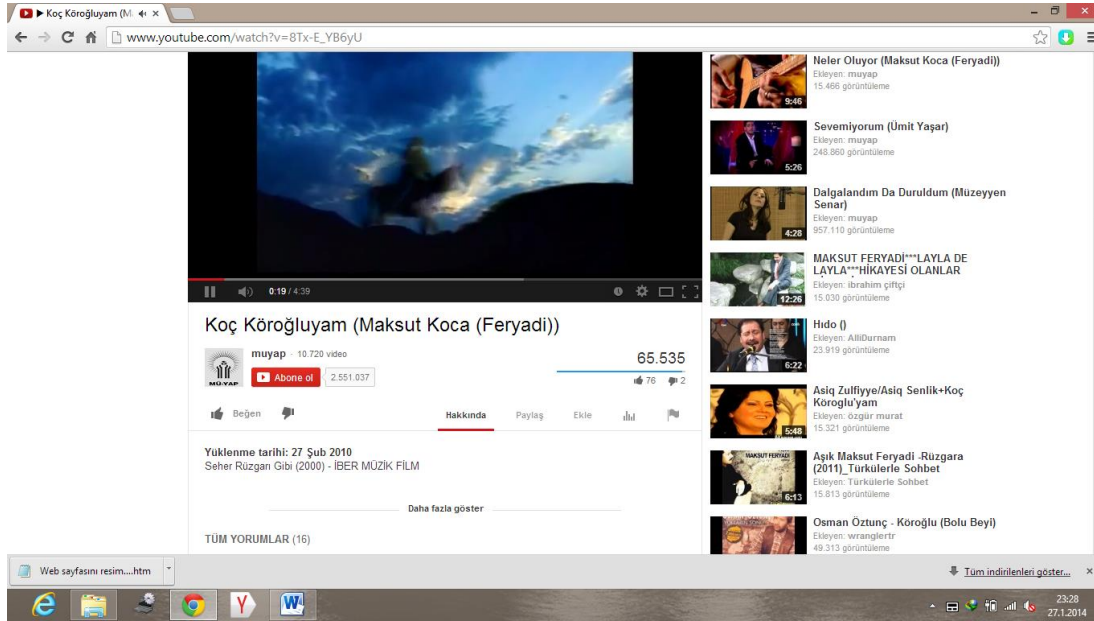 ▶ Koç Köroğluyam (M
www.youtube.com/watch?v=8Tx-E_YB6yU
0:19 / 4:39
Koç Köroğluyam (Maksut Koca (Feryadi))
MÜ-YAP
muyap · 10.720 video
Abone ol 2.551.037
65.535
76 2
Beğen
Hakkında Paylaş Ekle
Yüklenme tarihi: 27 Şub 2010
Seher Rüzgarı Gibi (2000) - İBER MÜZİK FİLM
Daha fazla göster
TÜM YORUMLAR (16)
Neler Oluyor (Maksut Koca (Feryadi))
Ekleyen: muyap
15.466 görüntüleme
9:46
Sevemiyorum (Ümit Yaşar)
Ekleyen: muyap
248.860 görüntüleme
5:26
Dalgalandım Da Duruldum (Müzeyyen
Senar)
Ekleyen: muyap
957.110 görüntüleme
4:28
MAKSUT FERYADİ***LAYLA DE
LAYLA***HİKAYESİ OLANLAR
Ekleyen: ibrahim çiftçi
15.030 görüntüleme
12:26
Hıdo ()
Ekleyen: AlliDurnam
23.919 görüntüleme
6:22
Asiq Zulfiyye/Asiq Senlik+Koç
Köroglu'yam
Ekleyen: özgür murat
15.321 görüntüleme
5:48
Aşık Maksut Feryadi -Rüzgara
(2011)_Türkülerle Sohbet
Ekleyen: Türkülerle Sohbet
15.813 görüntüleme
MAKSUT FERYADİ
6:13
Osman Öztunç - Köroğlu (Bolu Beyi)
Ekleyen: wranglertr
49.313 görüntüleme
Web sayfasını resim....htm
Tüm indirilenleri göster...
23:28
27.1.2014